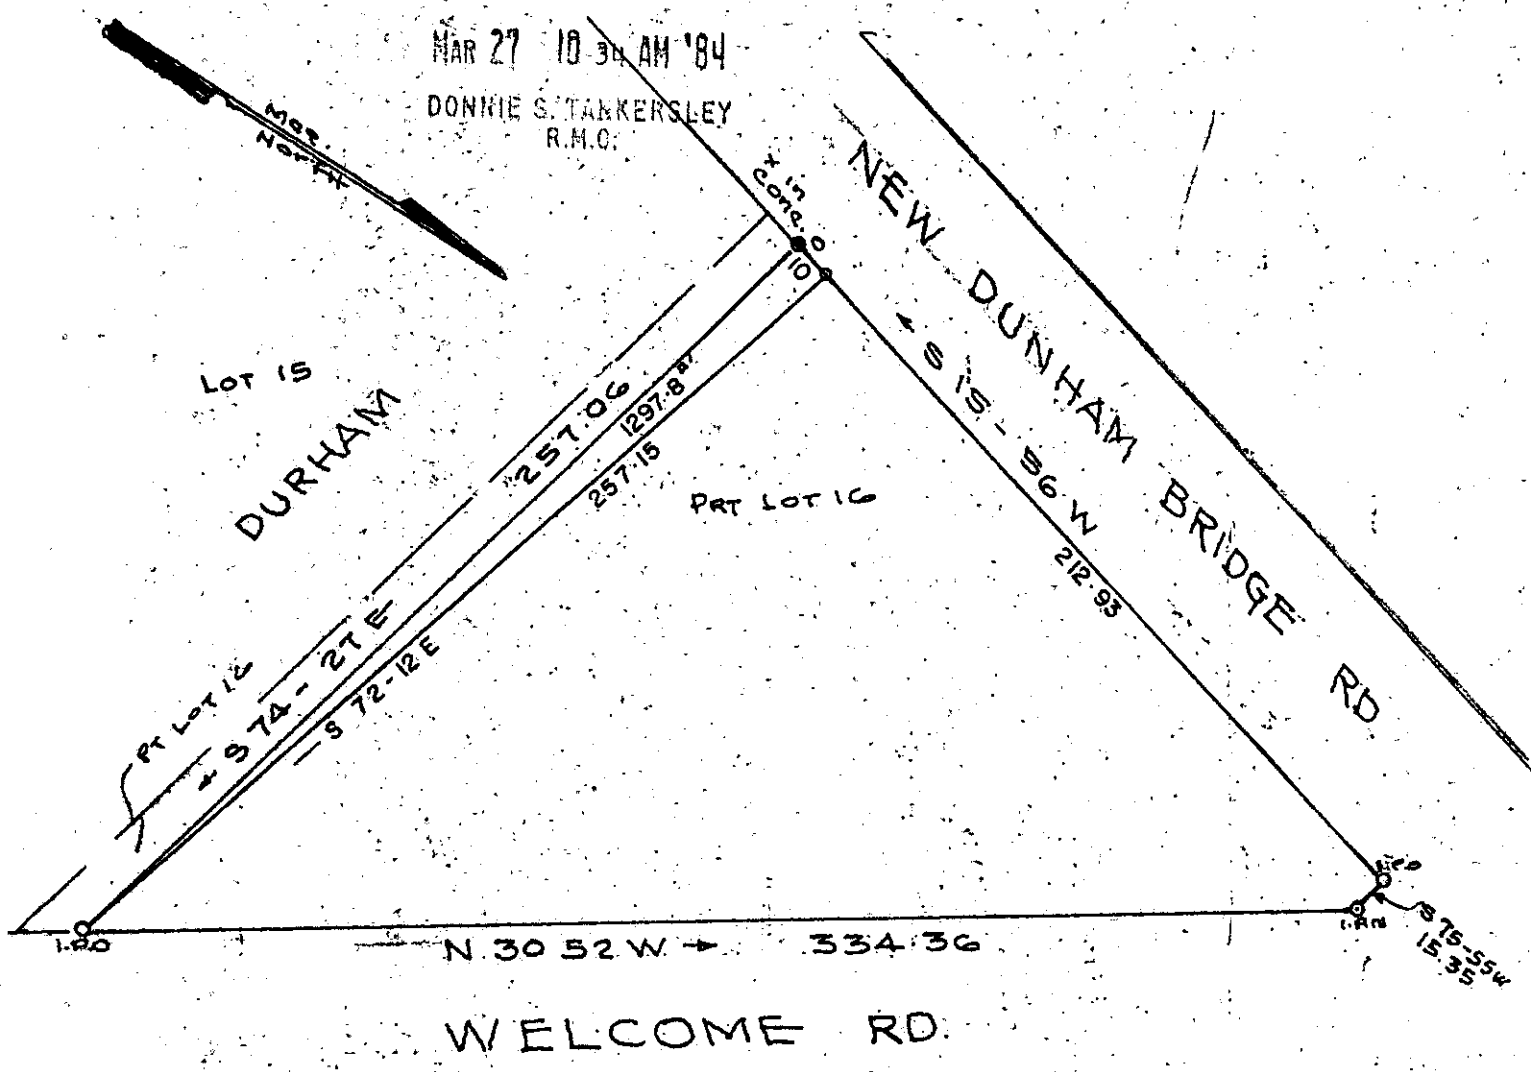 MAR 27 10 34 AM '84
DONNIE S. TANKERSLEY
R.M.C.
Mag.
North
X in
Conc. O
10
NEW DUNHAM BRIDGE RD
LOT 15
DURHAM
257.06
1297.8
257.15
PRT LOT 16
S 15-56 W
212.93
PT LOT 16
S 74-27 E
S 72-12 E
I.P.O
I.P.O
I.P.N
S 75-55W
15.35
N 30 52 W
334.36
WELCOME RD.